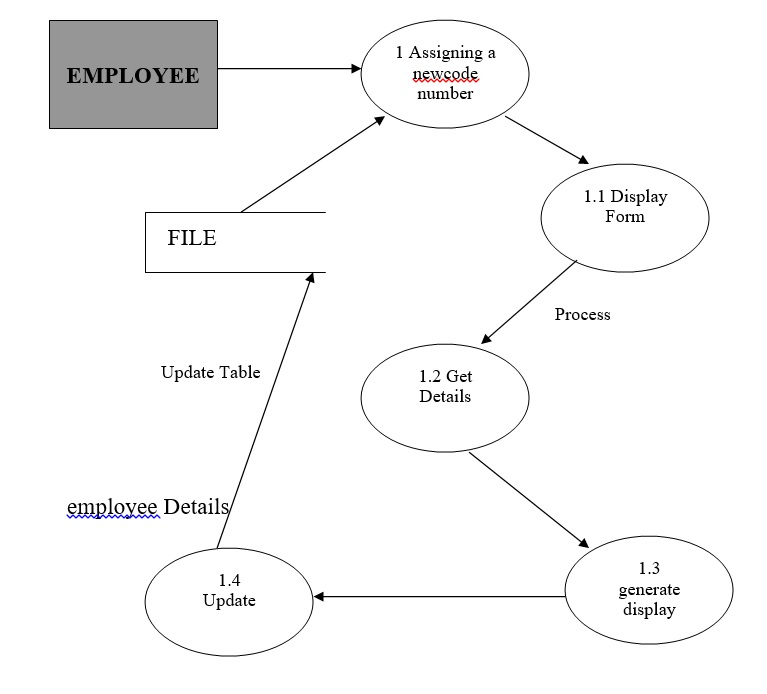 EMPLOYEE
1 Assigning a
newcode
number
1.1 Display
Form
FILE
Process
Update Table
1.2 Get
Details
employee Details
1.3
generate
display
1.4
Update